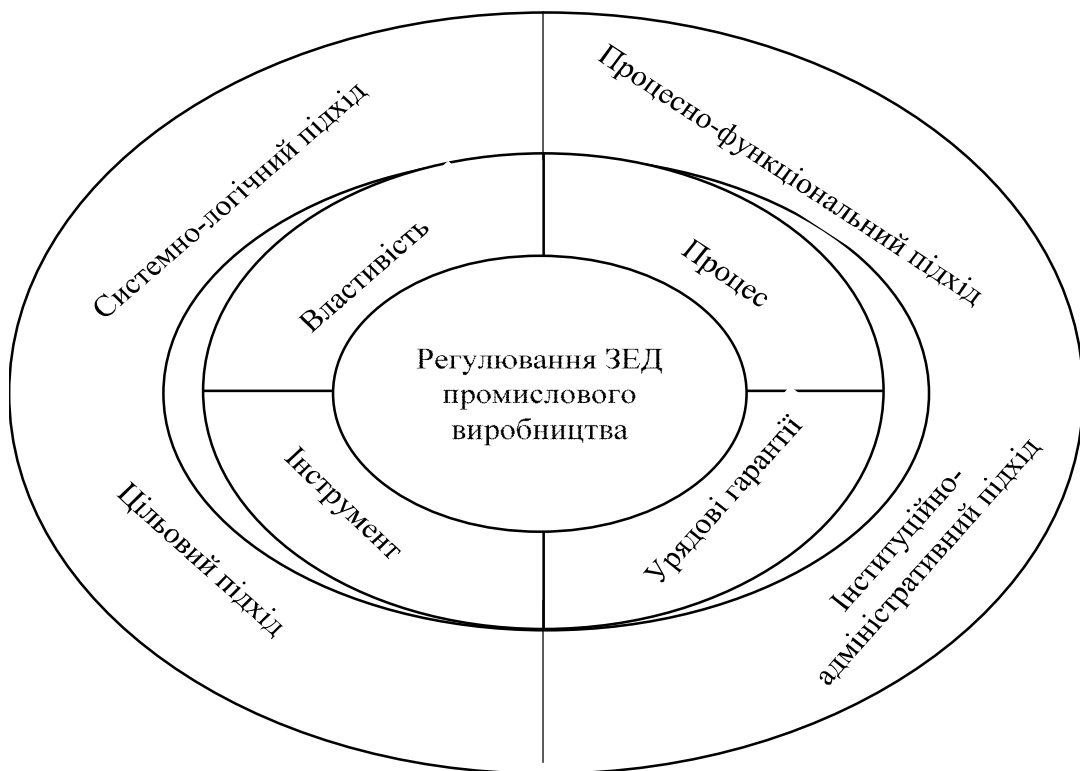 Системно-логічний підхід
Процесно-функціональний підхід
Властивість
Процес
Регулювання ЗЕД
промислового
виробництва
Інструмент
Урядові гарантії
Цільовий підхід
Інституційно-
адміністративний підхід